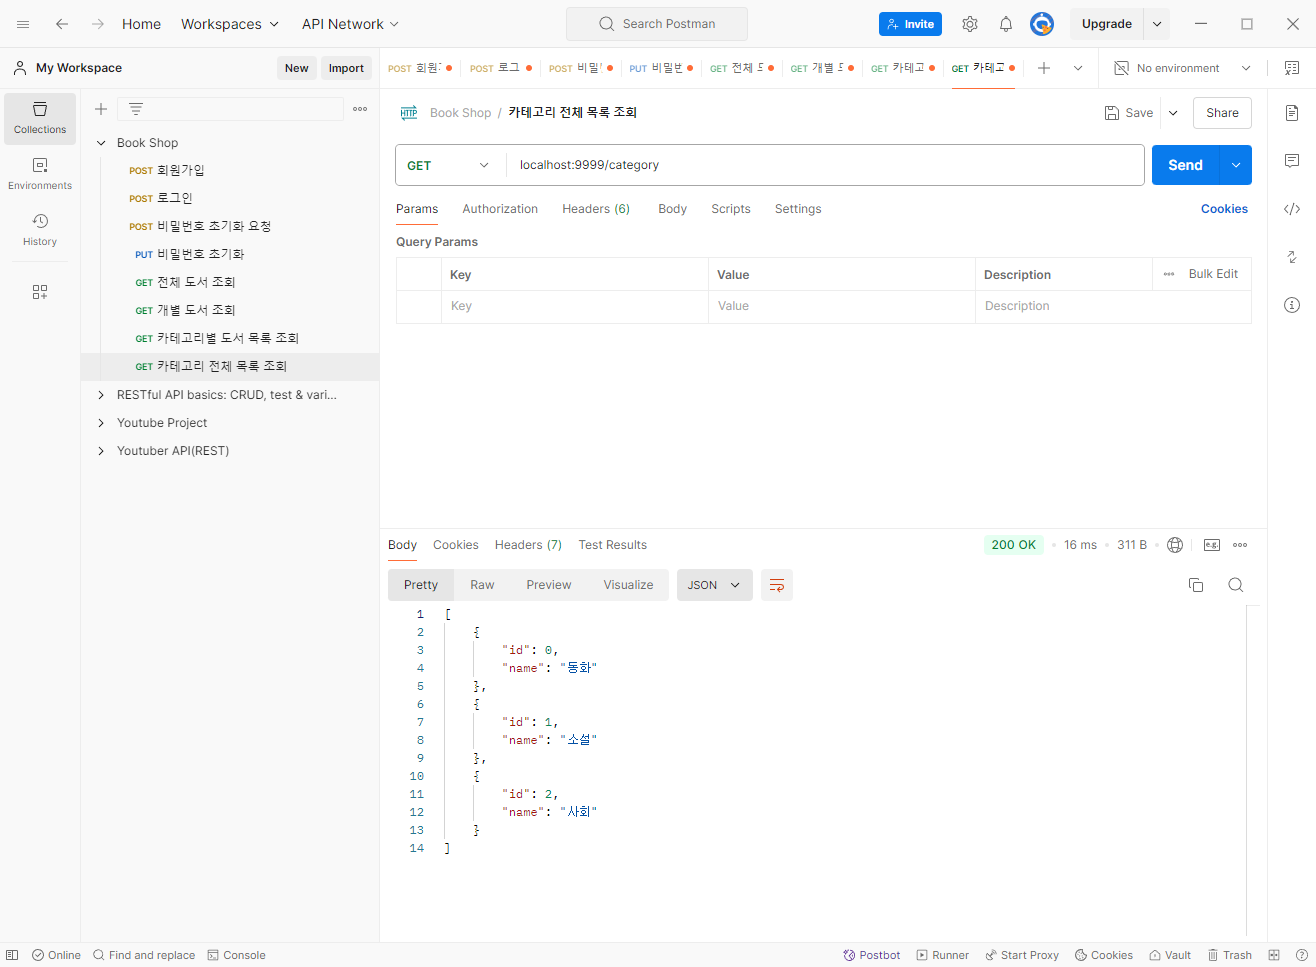 Home Workspaces API Network Search Postman Invite Upgrade
My Workspace New Import
POST 회원 POST 로그 POST 비밀 PUT 비밀번 GET 전체 도 GET 개별 도 GET 카테고 GET 카테고 No environment
Collections
Environments
History
Book Shop
POST 회원가입
POST 로그인
POST 비밀번호 초기화 요청
PUT 비밀번호 초기화
GET 전체 도서 조회
GET 개별 도서 조회
GET 카테고리별 도서 목록 조회
GET 카테고리 전체 목록 조회
RESTful API basics: CRUD, test & vari...
Youtube Project
Youtuber API(REST)
HTTP Book Shop / 카테고리 전체 목록 조회 Save Share
GET localhost:9999/category Send
Params Authorization Headers (6) Body Scripts Settings Cookies
Query Params
Key Value Description Bulk Edit
Key Value Description
Body Cookies Headers (7) Test Results 200 OK 16 ms 311 B e.g.
Pretty Raw Preview Visualize JSON
1 [
2 {
3 "id": 0,
4 "name": "동화"
5 },
6 {
7 "id": 1,
8 "name": "소설"
9 },
10 {
11 "id": 2,
12 "name": "사회"
13 }
14 ]
Online Find and replace Console Postbot Runner Start Proxy Cookies Vault Trash